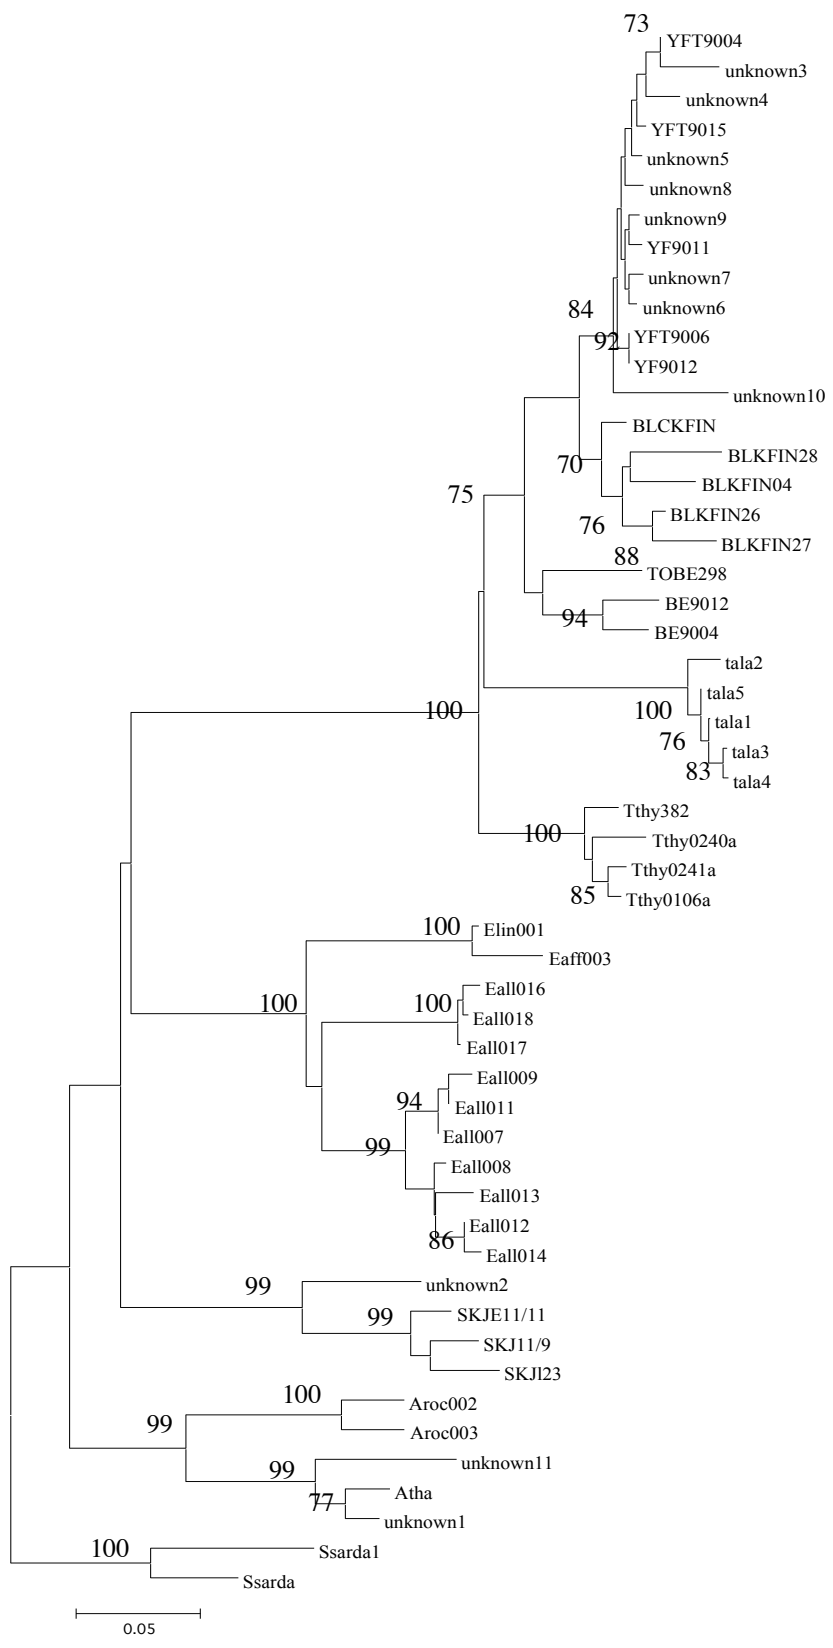 73
YFT9004
unknown3
unknown4
YFT9015
unknown5
unknown8
unknown9
YF9011
unknown7
unknown6
84
92
YFT9006
YF9012
unknown10
BLCKFIN
BLKFIN28
70
BLKFIN04
75
BLKFIN26
76
BLKFIN27
88
TOBE298
BE9012
94
BE9004
tala2
tala5
100
100
tala1
76
tala3
83
tala4
Tthy382
100
Tthy0240a
Tthy0241a
85
Tthy0106a
100
Elin001
Eaff003
Eall016
100
100
Eall018
Eall017
Eall009
94
Eall011
Eall007
99
Eall008
Eall013
Eall012
86
Eall014
99
unknown2
99
SKJE11/11
SKJ11/9
SKJl23
100
Aroc002
99
Aroc003
unknown11
99
Atha
77
unknown1
100
Ssarda1
Ssarda
0.05